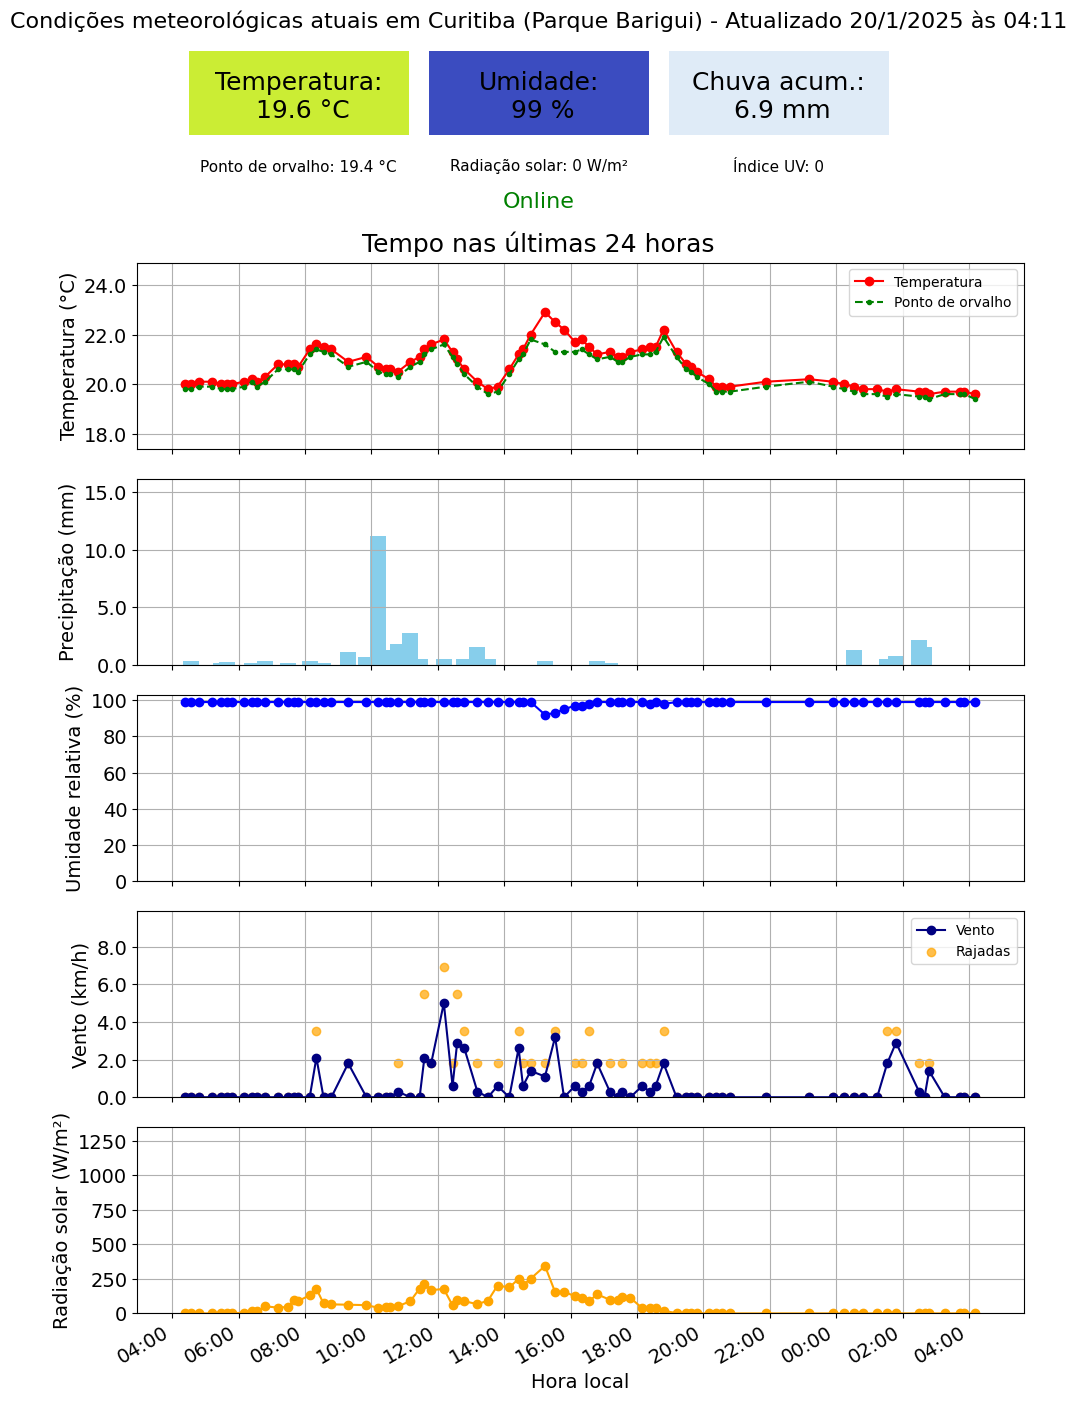 Condições meteorológicas atuais em Curitiba (Parque Barigui) - Atualizado 20/1/2025 às 04:11
Temperatura:
19.6 °C
Umidade:
99 %
Chuva acum.:
6.9 mm
Ponto de orvalho: 19.4 °C
Radiação solar: 0 W/m²
Índice UV: 0
Online
Tempo nas últimas 24 horas
Temperatura (°C)
24.0
22.0
20.0
18.0
Temperatura
Ponto de orvalho
Precipitação (mm)
15.0
10.0
5.0
0.0
Umidade relativa (%)
100
80
60
40
20
0
Vento (km/h)
8.0
6.0
4.0
2.0
0.0
Vento
Rajadas
Radiação solar (W/m²)
1250
1000
750
500
250
0
04:00
06:00
08:00
10:00
12:00
14:00
16:00
18:00
20:00
22:00
00:00
02:00
04:00
Hora local